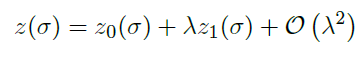 z(σ) = z₀(σ) + λz₁(σ) + 𝒪(λ²)